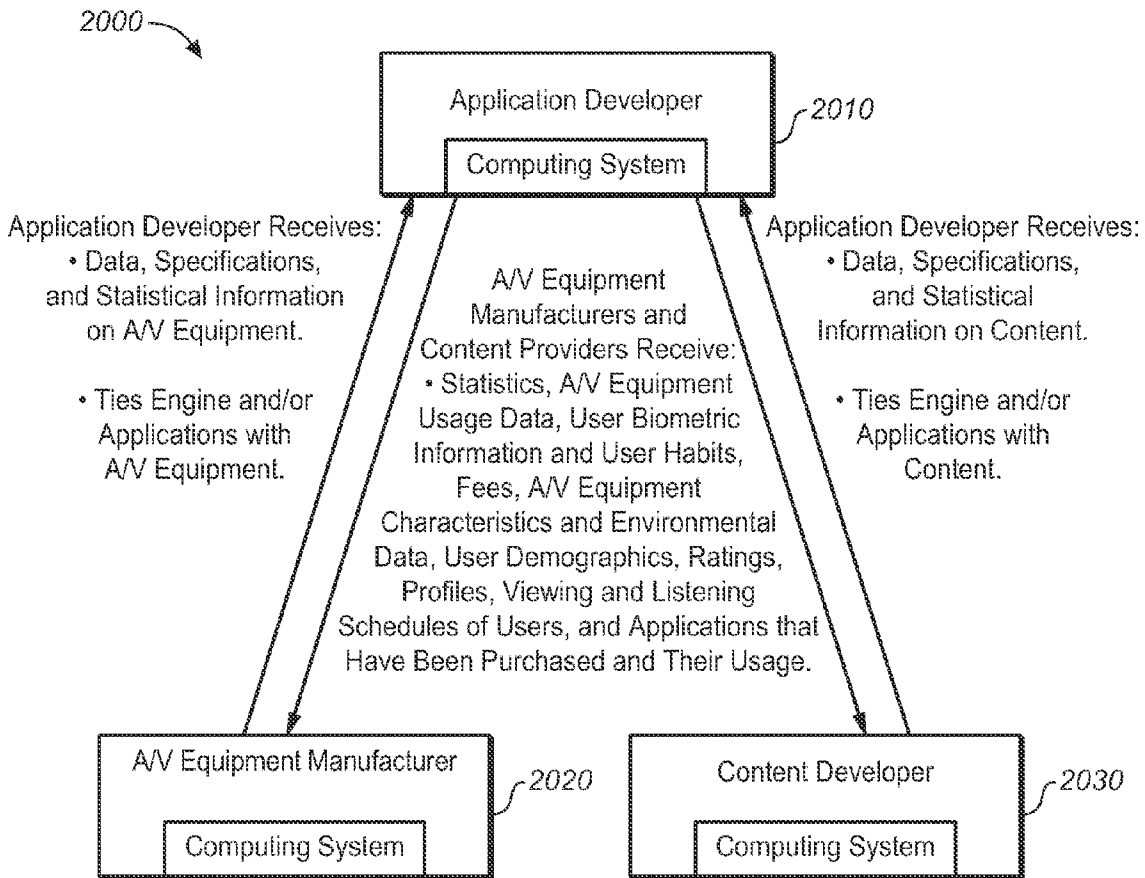 2000
Application Developer
2010
Computing System
Application Developer Receives:
• Data, Specifications,
and Statistical Information
on A/V Equipment.
• Ties Engine and/or
Applications with
A/V Equipment.
A/V Equipment
Manufacturers and
Content Providers Receive:
• Statistics, A/V Equipment
Usage Data, User Biometric
Information and User Habits,
Fees, A/V Equipment
Characteristics and Environmental
Data, User Demographics, Ratings,
Profiles, Viewing and Listening
Schedules of Users, and Applications that
Have Been Purchased and Their Usage.
Application Developer Receives:
• Data, Specifications,
and Statistical
Information on Content.
• Ties Engine and/or
Applications with
Content.
A/V Equipment Manufacturer
2020
Computing System
Content Developer
2030
Computing System